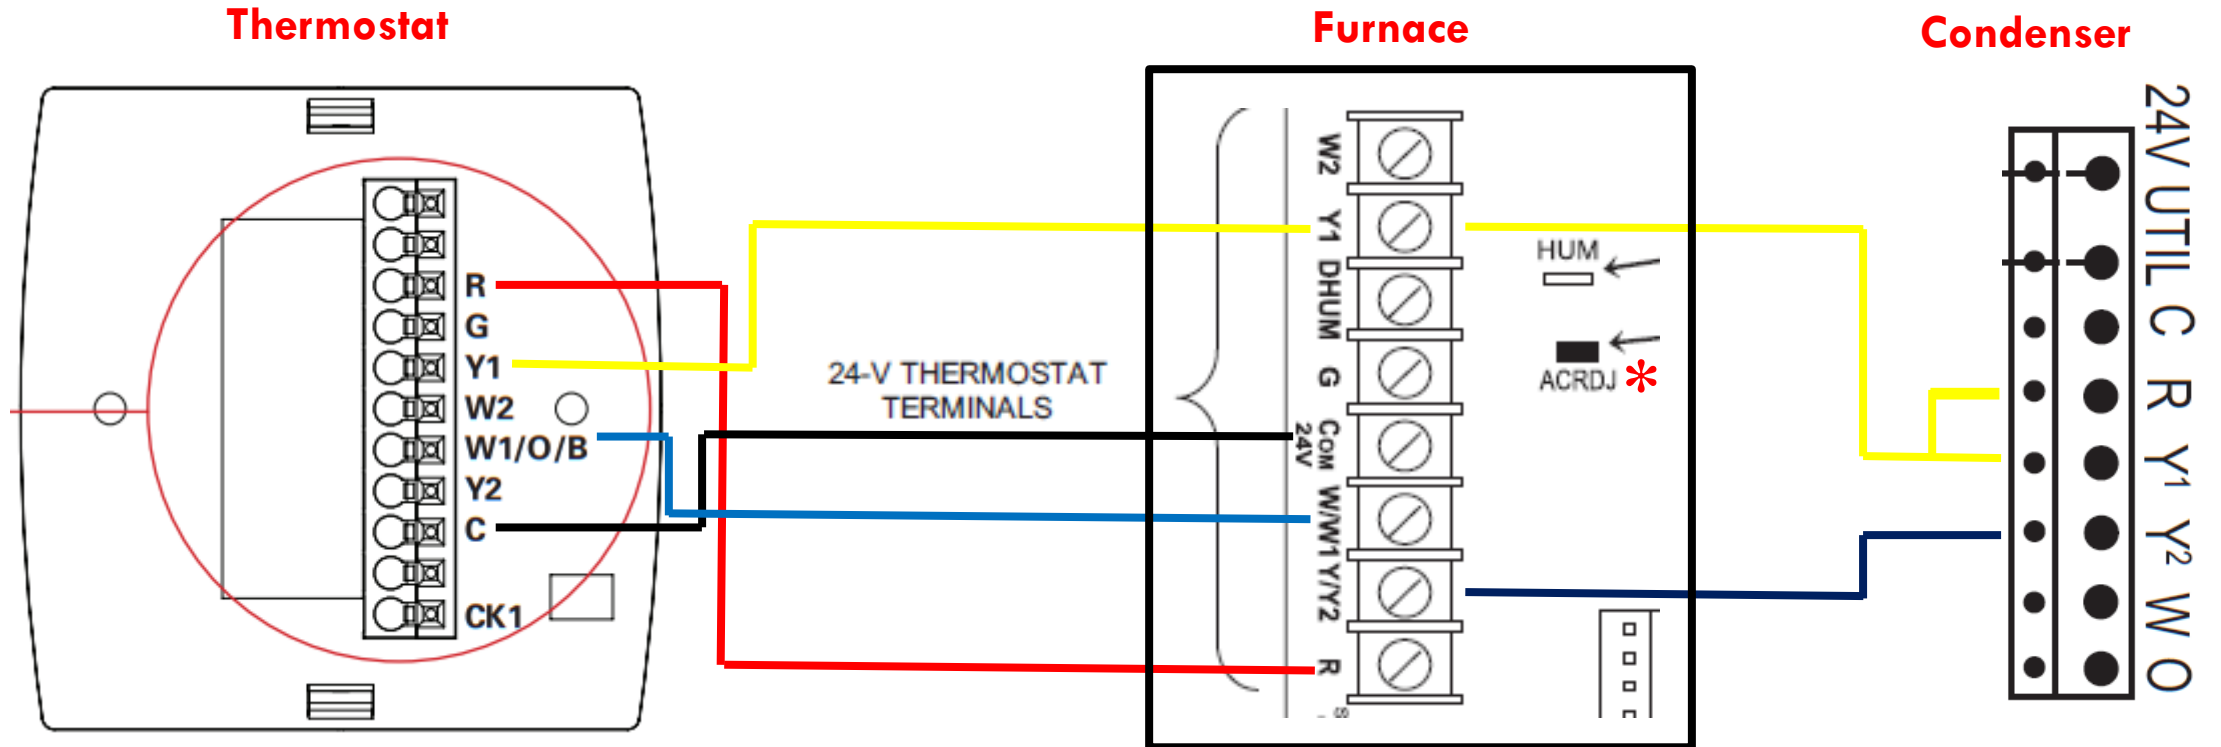 Thermostat
Furnace
Condenser
R
G
Y1
W2
W1/O/B
Y2
C
CK1
24-V THERMOSTAT
TERMINALS
W2
Y1
DHUM
G
COM
24V
W/W1
Y/Y2
R
HUM
ACRDJ *
24V UTIL
C
R
Y1
Y2
W
O